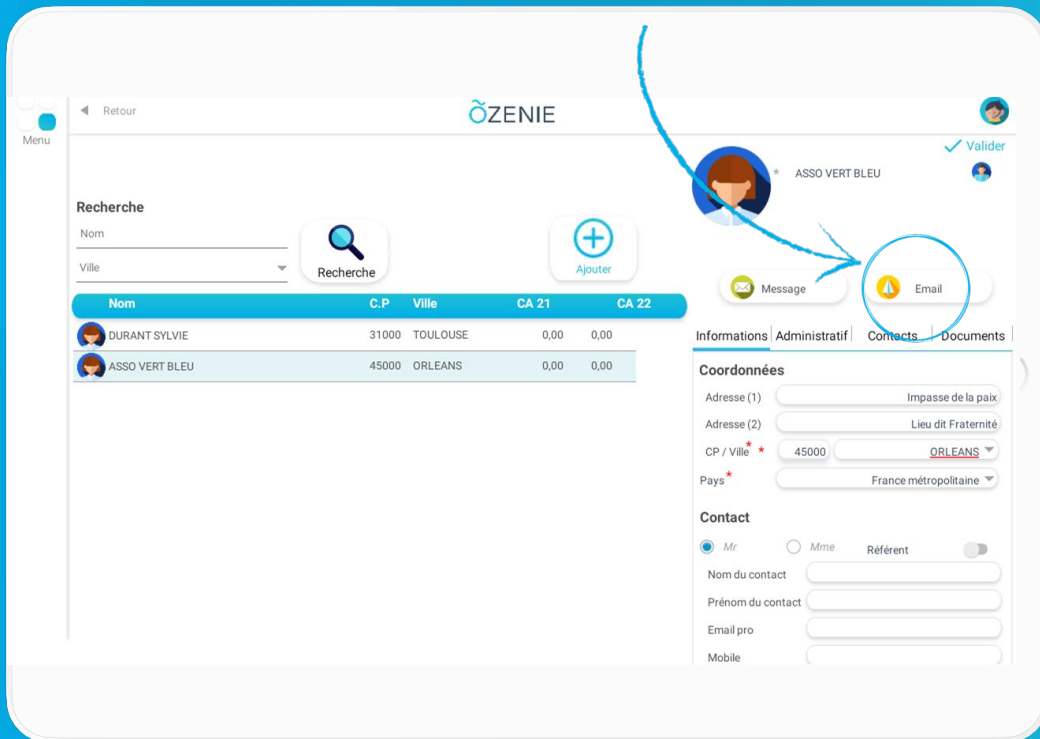 Menu
Retour
ÕZENIE
Valider
* ASSO VERT BLEU
Recherche
Nom
Ville
Recherche
Ajouter
Message
Email
Nom C.P Ville CA 21 CA 22
DURANT SYLVIE 31000 TOULOUSE 0,00 0,00
ASSO VERT BLEU 45000 ORLEANS 0,00 0,00
Informations Administratif Contacts Documents
Coordonnées
Adresse (1) Impasse de la paix
Adresse (2) Lieu dit Fraternité
CP / Ville * * 45000 ORLEANS
Pays * France métropolitaine
Contact
Mr Mme Référent
Nom du contact
Prénom du contact
Email pro
Mobile